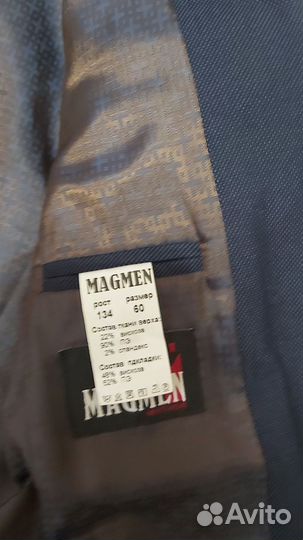 MAGMEN
рост размер
134 60
Состав ткани верха:
22% вискоза
90% ПЭ
2% спандекс
Состав пдкладки:
48% вискоза
52% ПЭ
MAGMEN
Avito